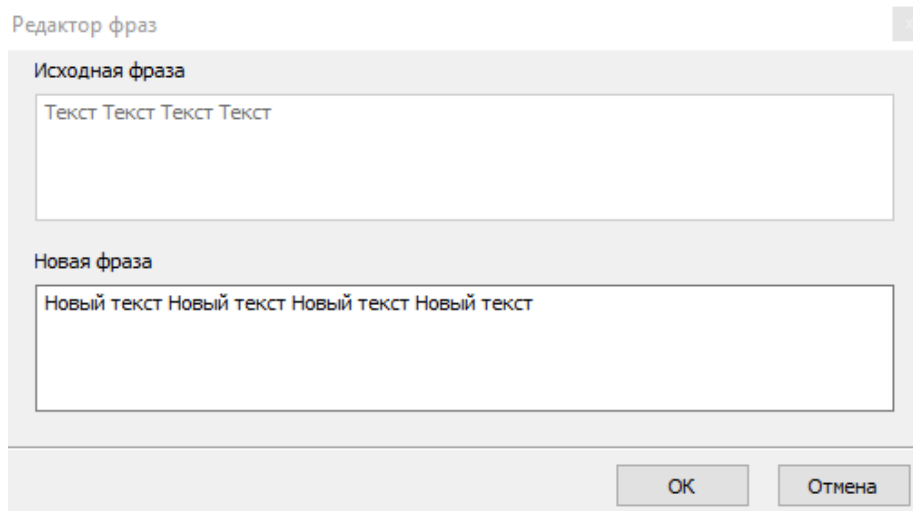 Редактор фраз
Исходная фраза
Текст Текст Текст Текст
Новая фраза
Новый текст Новый текст Новый текст Новый текст
ОК
Отмена